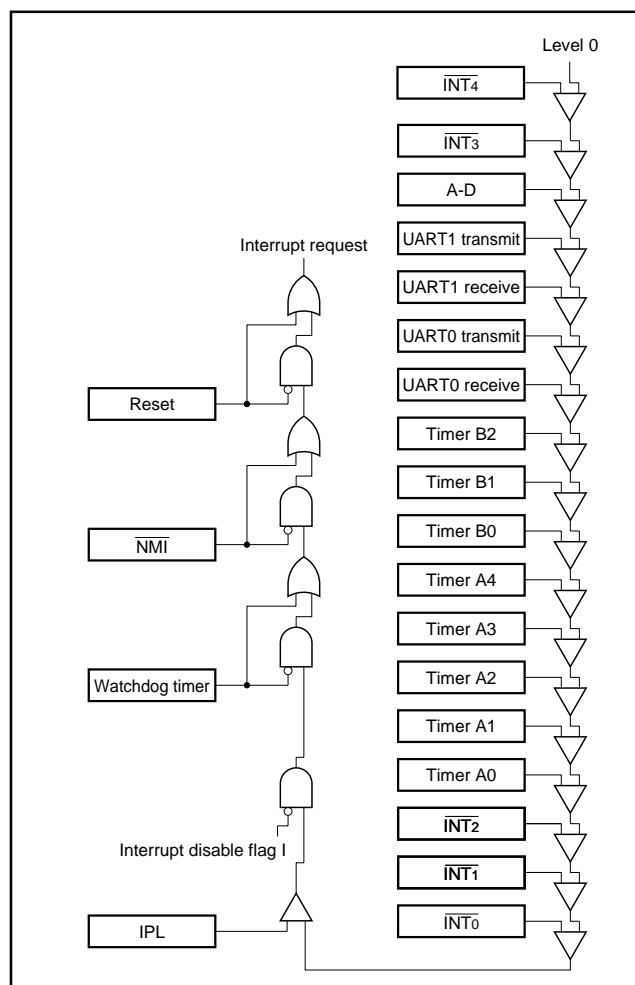 Level 0
INT4
INT3
A-D
UART1 transmit
Interrupt request
UART1 receive
UART0 transmit
UART0 receive
Reset
Timer B2
Timer B1
Timer B0
NMI
Timer A4
Timer A3
Timer A2
Watchdog timer
Timer A1
Timer A0
INT2
Interrupt disable flag I
INT1
INT0
IPL